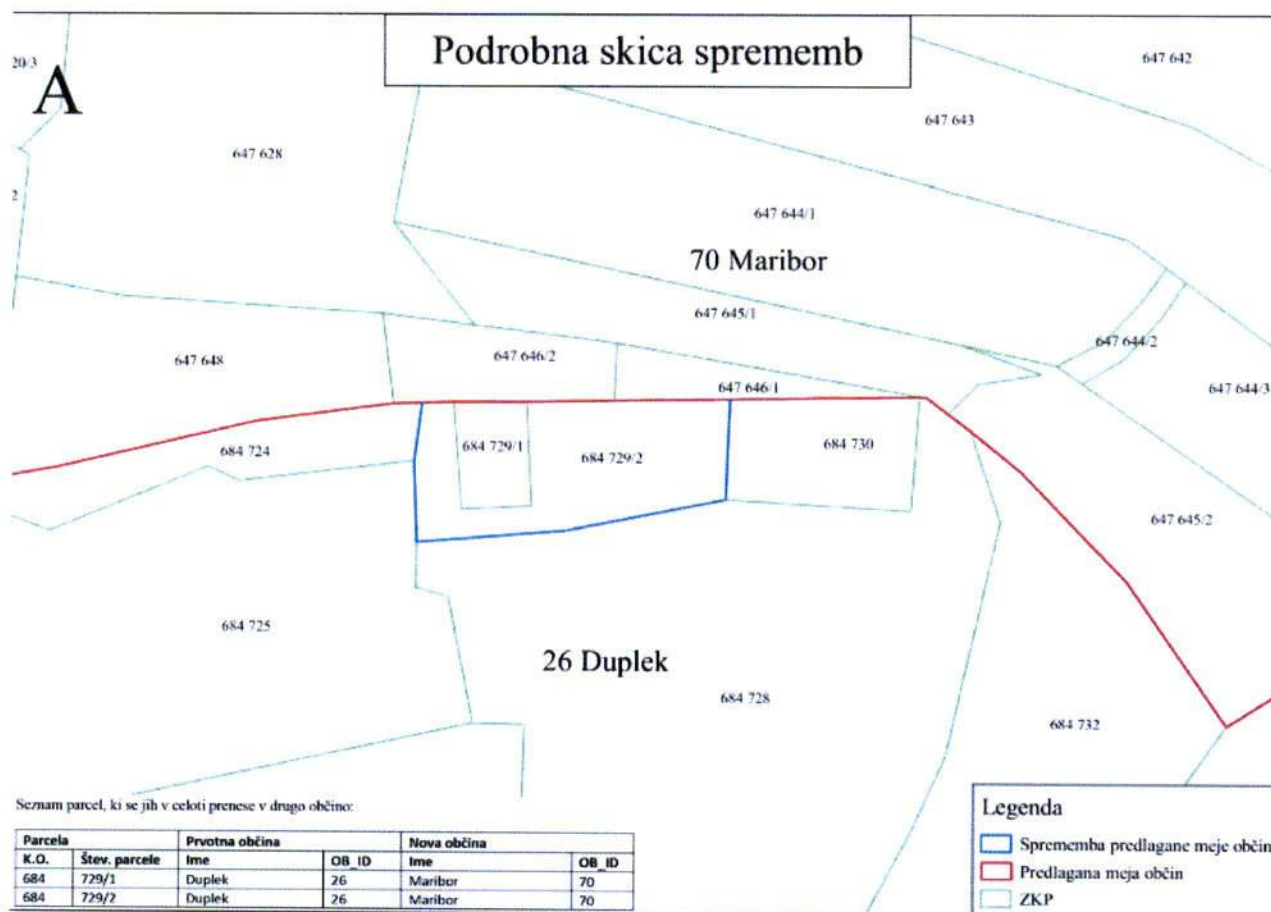 Podrobna skica sprememb
20/3
A
2
647 642
647 643
647 628
647 644/1
70 Maribor
647 645/1
647 644/2
647 648
647 646/2
647 646/1
647 644/3
684 724
684 729/1
684 729/2
684 730
647 645/2
684 725
26 Duplek
684 728
684 732
Seznam parcel, ki se jih v celoti prenese v drugo občino:
Parcela Prvotna občina Nova občina
K.O. Štev. parcele Ime OB_ID Ime OB_ID
684 729/1 Duplek 26 Maribor 70
684 729/2 Duplek 26 Maribor 70
Legenda
Sprememba predlagane meje občin
Predlagana meja občin
ZKP